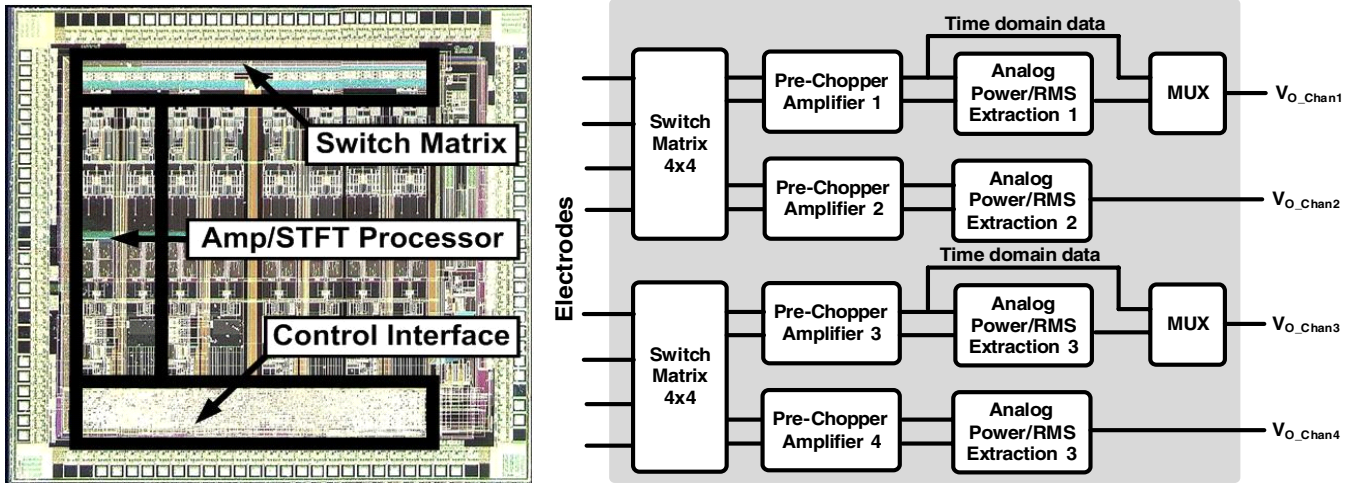 Switch Matrix
Amp/STFT Processor
Control Interface
Electrodes
Switch
Matrix
4x4
Pre-Chopper
Amplifier 1
Time domain data
Analog
Power/RMS
Extraction 1
MUX
V_O_Chan1
Pre-Chopper
Amplifier 2
Analog
Power/RMS
Extraction 2
V_O_Chan2
Switch
Matrix
4x4
Pre-Chopper
Amplifier 3
Time domain data
Analog
Power/RMS
Extraction 3
MUX
V_O_Chan3
Pre-Chopper
Amplifier 4
Analog
Power/RMS
Extraction 3
V_O_Chan4